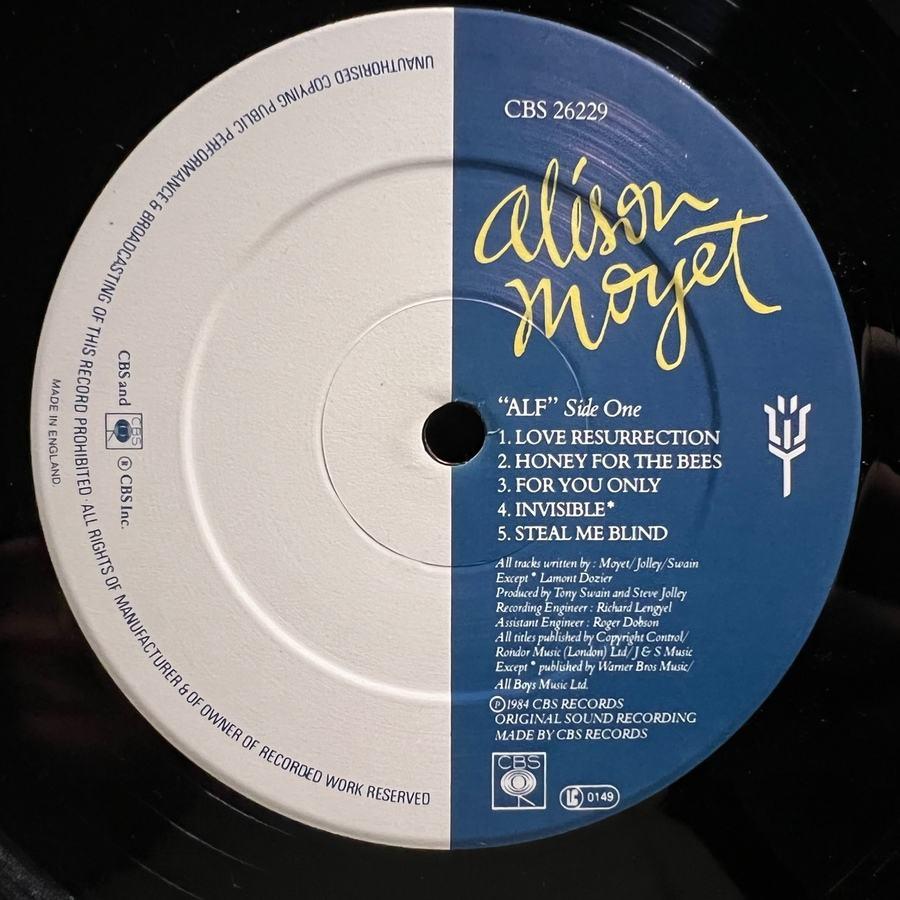 UNAUTHORISED COPYING PUBLIC PERFORMANCE & BROADCASTING OF THIS RECORD PROHIBITED · ALL RIGHTS OF MANUFACTURER & OF OWNER OF RECORDED WORK RESERVED
MADE IN ENGLAND.
CBS and CBS ® CBS Inc.
CBS 26229
alison
moyet
“ALF” Side One
1. LOVE RESURRECTION
2. HONEY FOR THE BEES
3. FOR YOU ONLY
4. INVISIBLE*
5. STEAL ME BLIND
All tracks written by : Moyet/Jolley/Swain
Except * Lamont Dozier
Produced by Tony Swain and Steve Jolley
Recording Engineer : Richard Lengyel
Assistant Engineer : Roger Dobson
All titles published by Copyright Control/
Rondor Music (London) Ltd/J & S Music
Except * published by Warner Bros Music/
All Boys Music Ltd.
℗1984 CBS RECORDS
ORIGINAL SOUND RECORDING
MADE BY CBS RECORDS
CBS
LC 0149